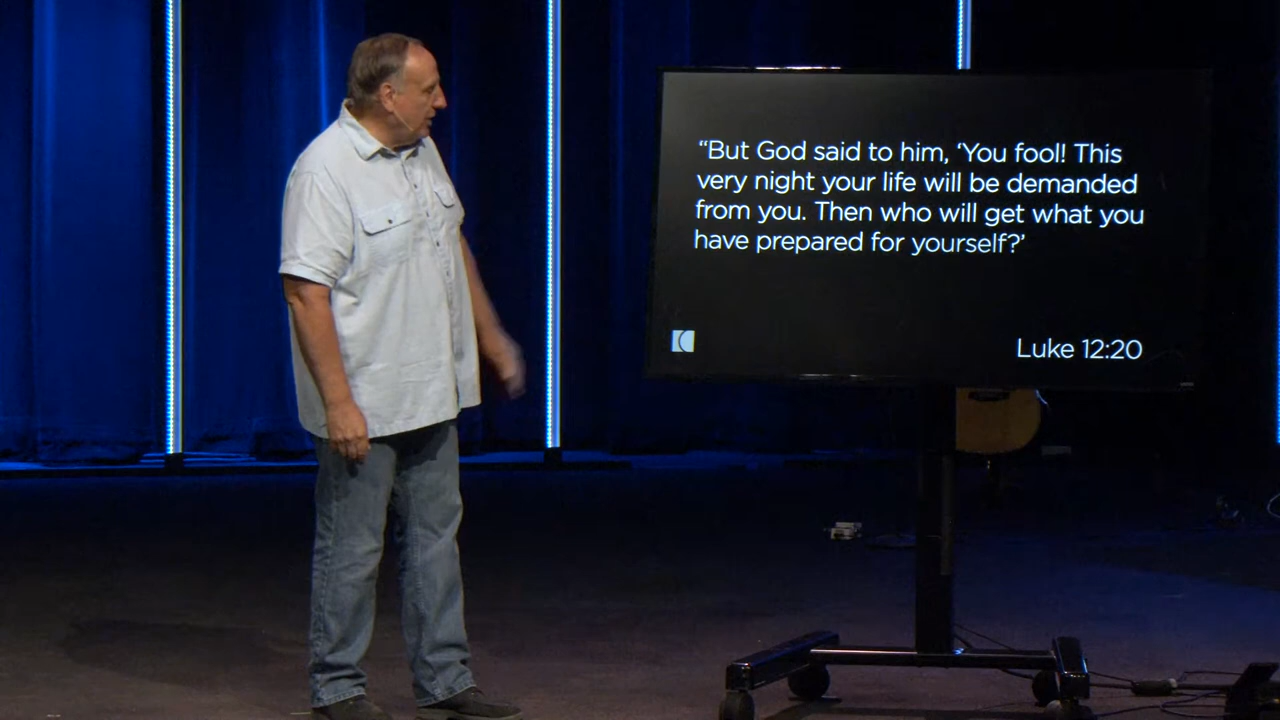 “But God said to him, ‘You fool! This
very night your life will be demanded
from you. Then who will get what you
have prepared for yourself?’
Luke 12:20